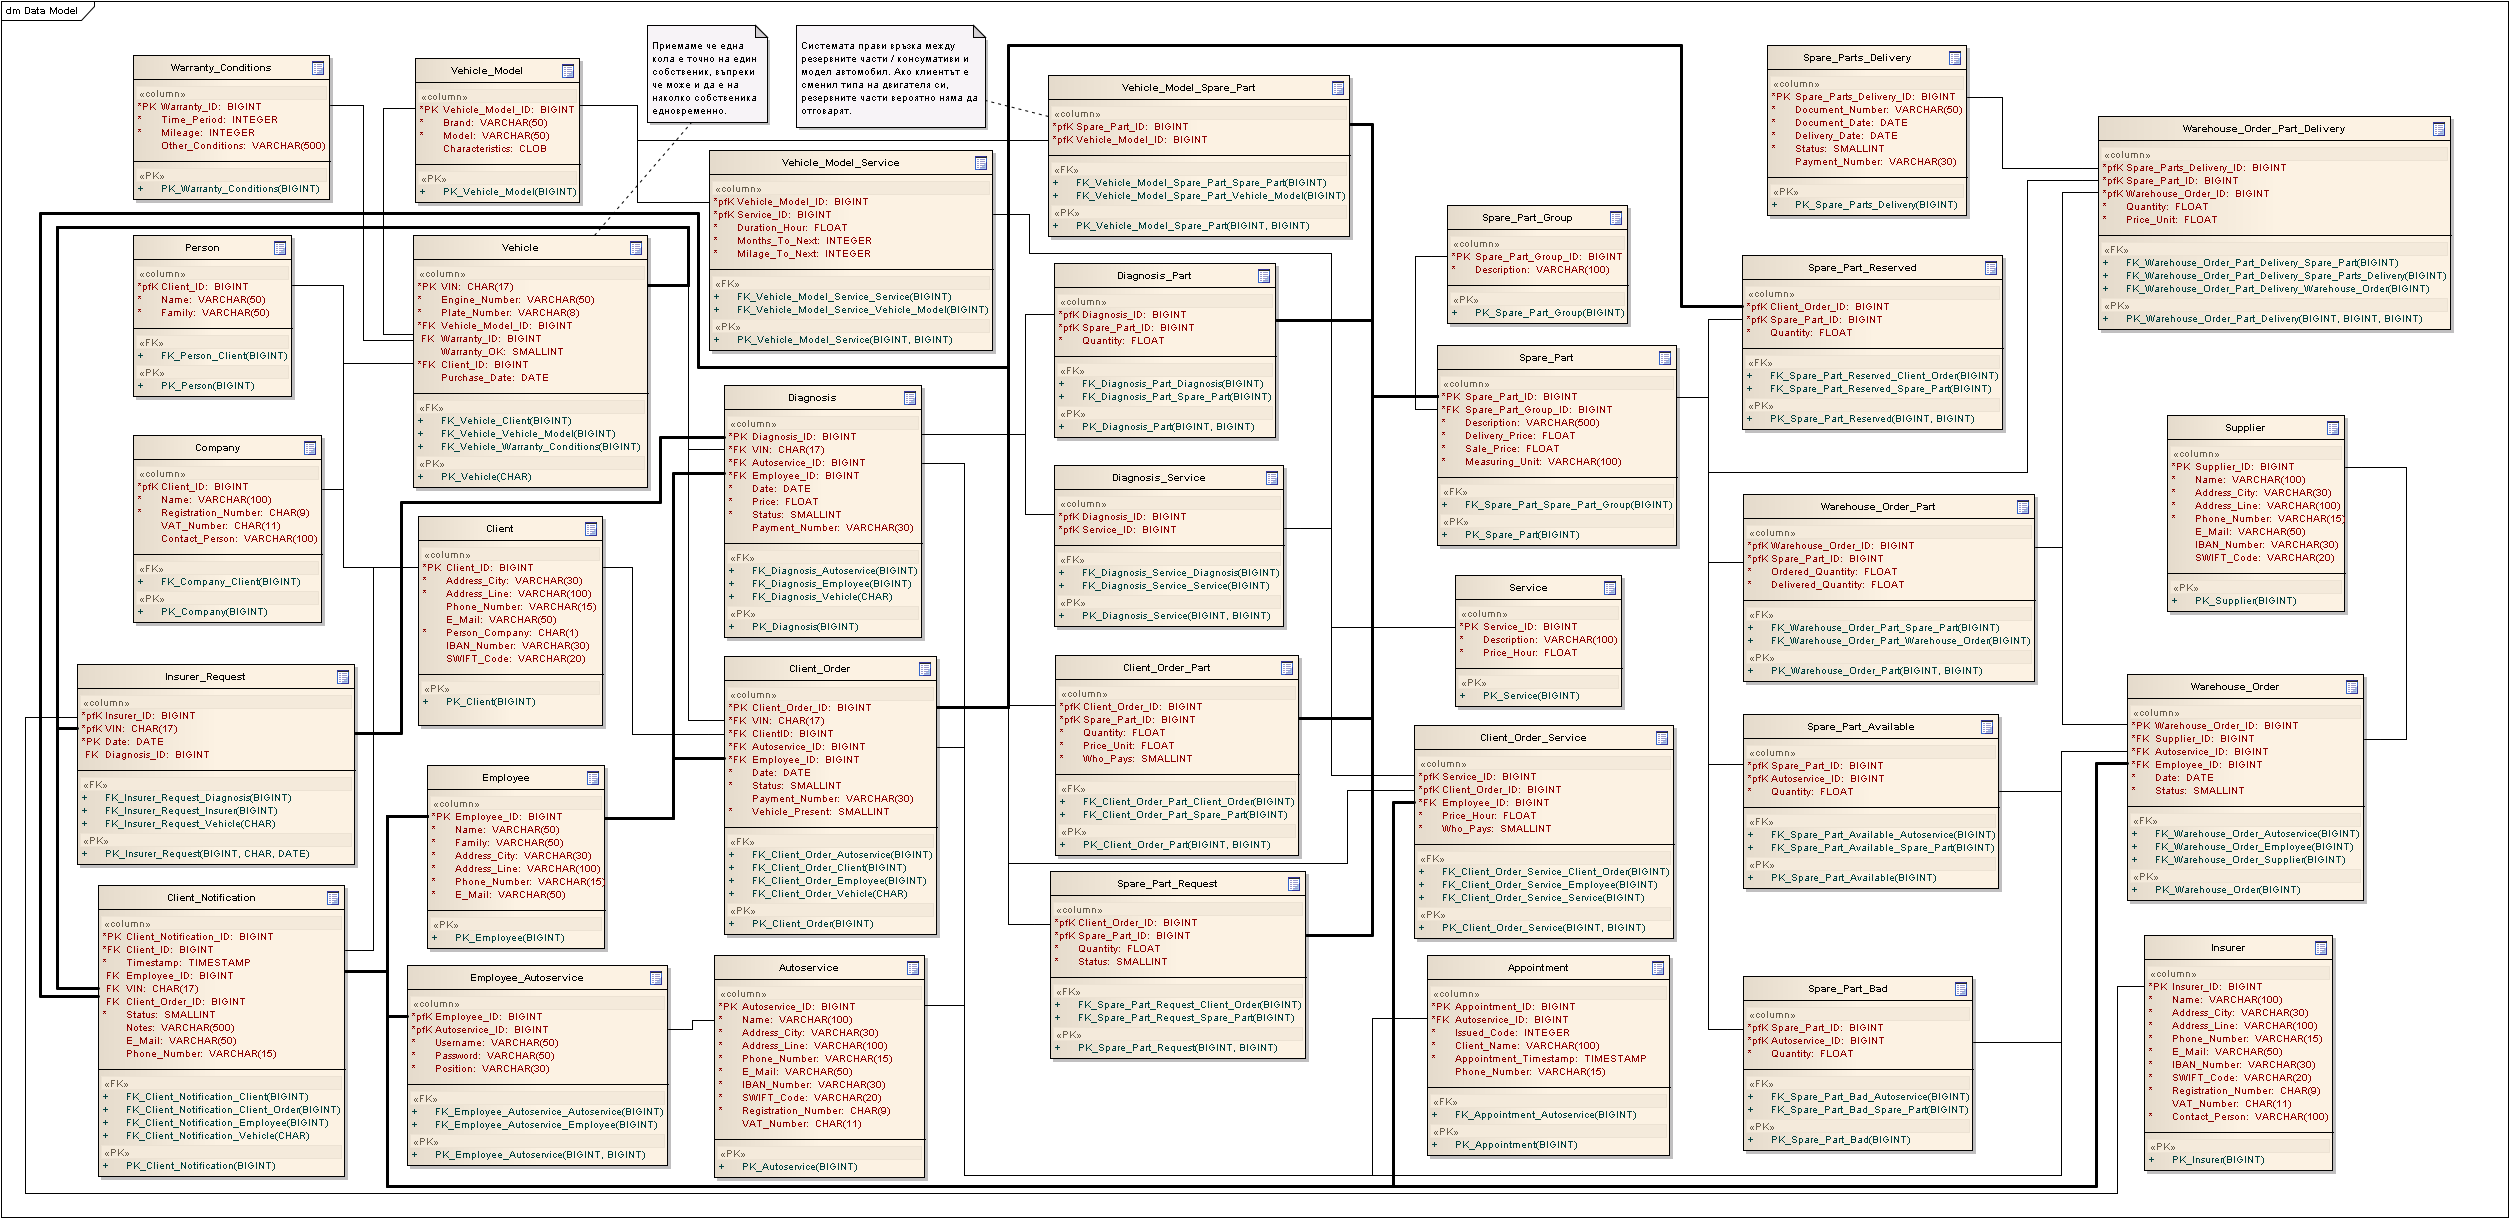 dm Data Model
Приемаме че една
кола е точно на един
собственик, въпреки
че може и да е на
няколко собственика
едновременно.
Системата прави връзка между
резервните части / консумативи и
модел автомобил. Ако клиентът е
сменил типа на двигателя си,
резервните части вероятно няма да
отговарят.
Warranty_Conditions
«column»
*PK Warranty_ID: BIGINT
* Time_Period: INTEGER
* Mileage: INTEGER
Other_Conditions: VARCHAR(500)
«PK»
+ PK_Warranty_Conditions(BIGINT)
Vehicle_Model
«column»
*PK Vehicle_Model_ID: BIGINT
* Brand: VARCHAR(50)
* Model: VARCHAR(50)
Characteristics: CLOB
«PK»
+ PK_Vehicle_Model(BIGINT)
Vehicle_Model_Service
«column»
*pfK Vehicle_Model_ID: BIGINT
*pfK Service_ID: BIGINT
* Duration_Hour: FLOAT
* Months_To_Next: INTEGER
* Milage_To_Next: INTEGER
«FK»
+ FK_Vehicle_Model_Service_Service(BIGINT)
+ FK_Vehicle_Model_Service_Vehicle_Model(BIGINT)
«PK»
+ PK_Vehicle_Model_Service(BIGINT, BIGINT)
Vehicle_Model_Spare_Part
«column»
*pfK Spare_Part_ID: BIGINT
*pfK Vehicle_Model_ID: BIGINT
«FK»
+ FK_Vehicle_Model_Spare_Part_Spare_Part(BIGINT)
+ FK_Vehicle_Model_Spare_Part_Vehicle_Model(BIGINT)
«PK»
+ PK_Vehicle_Model_Spare_Part(BIGINT, BIGINT)
Spare_Parts_Delivery
«column»
*PK Spare_Parts_Delivery_ID: BIGINT
* Document_Number: VARCHAR(50)
* Document_Date: DATE
* Delivery_Date: DATE
* Status: SMALLINT
Payment_Number: VARCHAR(30)
«PK»
+ PK_Spare_Parts_Delivery(BIGINT)
Warehouse_Order_Part_Delivery
«column»
*pfK Spare_Parts_Delivery_ID: BIGINT
*pfK Spare_Part_ID: BIGINT
*pfK Warehouse_Order_ID: BIGINT
* Quantity: FLOAT
* Price_Unit: FLOAT
«FK»
+ FK_Warehouse_Order_Part_Delivery_Spare_Part(BIGINT)
+ FK_Warehouse_Order_Part_Delivery_Spare_Parts_Delivery(BIGINT)
+ FK_Warehouse_Order_Part_Delivery_Warehouse_Order(BIGINT)
«PK»
+ PK_Warehouse_Order_Part_Delivery(BIGINT, BIGINT, BIGINT)
Person
«column»
*pfK Client_ID: BIGINT
* Name: VARCHAR(50)
* Family: VARCHAR(50)
«FK»
+ FK_Person_Client(BIGINT)
«PK»
+ PK_Person(BIGINT)
Vehicle
«column»
*PK VIN: CHAR(17)
* Engine_Number: VARCHAR(50)
* Plate_Number: VARCHAR(8)
*FK Vehicle_Model_ID: BIGINT
FK Warranty_ID: BIGINT
Warranty_OK: SMALLINT
*FK Client_ID: BIGINT
Purchase_Date: DATE
«FK»
+ FK_Vehicle_Client(BIGINT)
+ FK_Vehicle_Vehicle_Model(BIGINT)
+ FK_Vehicle_Warranty_Conditions(BIGINT)
«PK»
+ PK_Vehicle(CHAR)
Diagnosis_Part
«column»
*pfK Diagnosis_ID: BIGINT
*pfK Spare_Part_ID: BIGINT
* Quantity: FLOAT
«FK»
+ FK_Diagnosis_Part_Diagnosis(BIGINT)
+ FK_Diagnosis_Part_Spare_Part(BIGINT)
«PK»
+ PK_Diagnosis_Part(BIGINT, BIGINT)
Spare_Part_Group
«column»
*PK Spare_Part_Group_ID: BIGINT
* Description: VARCHAR(100)
«PK»
+ PK_Spare_Part_Group(BIGINT)
Spare_Part_Reserved
«column»
*pfK Client_Order_ID: BIGINT
*pfK Spare_Part_ID: BIGINT
* Quantity: FLOAT
«FK»
+ FK_Spare_Part_Reserved_Client_Order(BIGINT)
+ FK_Spare_Part_Reserved_Spare_Part(BIGINT)
«PK»
+ PK_Spare_Part_Reserved(BIGINT, BIGINT)
Spare_Part
«column»
*PK Spare_Part_ID: BIGINT
*FK Spare_Part_Group_ID: BIGINT
* Description: VARCHAR(500)
* Delivery_Price: FLOAT
* Sale_Price: FLOAT
* Measuring_Unit: VARCHAR(100)
«FK»
+ FK_Spare_Part_Spare_Part_Group(BIGINT)
«PK»
+ PK_Spare_Part(BIGINT)
Company
«column»
*pfK Client_ID: BIGINT
* Name: VARCHAR(100)
* Registration_Number: CHAR(9)
VAT_Number: CHAR(11)
Contact_Person: VARCHAR(100)
«FK»
+ FK_Company_Client(BIGINT)
«PK»
+ PK_Company(BIGINT)
Diagnosis
«column»
*PK Diagnosis_ID: BIGINT
*FK VIN: CHAR(17)
*FK Autoservice_ID: BIGINT
*FK Employee_ID: BIGINT
* Date: DATE
* Price: FLOAT
* Status: SMALLINT
Payment_Number: VARCHAR(30)
«FK»
+ FK_Diagnosis_Autoservice(BIGINT)
+ FK_Diagnosis_Employee(BIGINT)
+ FK_Diagnosis_Vehicle(CHAR)
«PK»
+ PK_Diagnosis(BIGINT)
Diagnosis_Service
«column»
*pfK Diagnosis_ID: BIGINT
*pfK Service_ID: BIGINT
«FK»
+ FK_Diagnosis_Service_Diagnosis(BIGINT)
+ FK_Diagnosis_Service_Service(BIGINT)
«PK»
+ PK_Diagnosis_Service(BIGINT, BIGINT)
Supplier
«column»
*PK Supplier_ID: BIGINT
* Name: VARCHAR(100)
* Address_City: VARCHAR(30)
* Address_Line: VARCHAR(100)
* Phone_Number: VARCHAR(15)
E_Mail: VARCHAR(50)
IBAN_Number: VARCHAR(30)
SWIFT_Code: VARCHAR(20)
«PK»
+ PK_Supplier(BIGINT)
Warehouse_Order_Part
«column»
*pfK Warehouse_Order_ID: BIGINT
*pfK Spare_Part_ID: BIGINT
* Ordered_Quantity: FLOAT
* Delivered_Quantity: FLOAT
«FK»
+ FK_Warehouse_Order_Part_Spare_Part(BIGINT)
+ FK_Warehouse_Order_Part_Warehouse_Order(BIGINT)
«PK»
+ PK_Warehouse_Order_Part(BIGINT, BIGINT)
Client
«column»
*PK Client_ID: BIGINT
* Address_City: VARCHAR(30)
* Address_Line: VARCHAR(100)
Phone_Number: VARCHAR(15)
E_Mail: VARCHAR(50)
* Person_Company: CHAR(1)
IBAN_Number: VARCHAR(30)
SWIFT_Code: VARCHAR(20)
«PK»
+ PK_Client(BIGINT)
Service
«column»
*PK Service_ID: BIGINT
* Description: VARCHAR(100)
* Price_Hour: FLOAT
«PK»
+ PK_Service(BIGINT)
Insurer_Request
«column»
*pfK Insurer_ID: BIGINT
*pfK VIN: CHAR(17)
*PK Date: DATE
FK Diagnosis_ID: BIGINT
«FK»
+ FK_Insurer_Request_Diagnosis(BIGINT)
+ FK_Insurer_Request_Insurer(BIGINT)
+ FK_Insurer_Request_Vehicle(CHAR)
«PK»
+ PK_Insurer_Request(BIGINT, CHAR, DATE)
Client_Order
«column»
*PK Client_Order_ID: BIGINT
*FK VIN: CHAR(17)
*FK ClientID: BIGINT
*FK Autoservice_ID: BIGINT
*FK Employee_ID: BIGINT
* Date: DATE
* Status: SMALLINT
Payment_Number: VARCHAR(30)
* Vehicle_Present: SMALLINT
«FK»
+ FK_Client_Order_Autoservice(BIGINT)
+ FK_Client_Order_Client(BIGINT)
+ FK_Client_Order_Employee(BIGINT)
+ FK_Client_Order_Vehicle(CHAR)
«PK»
+ PK_Client_Order(BIGINT)
Client_Order_Part
«column»
*pfK Client_Order_ID: BIGINT
*pfK Spare_Part_ID: BIGINT
* Quantity: FLOAT
* Price_Unit: FLOAT
* Who_Pays: SMALLINT
«FK»
+ FK_Client_Order_Part_Client_Order(BIGINT)
+ FK_Client_Order_Part_Spare_Part(BIGINT)
«PK»
+ PK_Client_Order_Part(BIGINT, BIGINT)
Client_Order_Service
«column»
*pfK Service_ID: BIGINT
*pfK Client_Order_ID: BIGINT
*FK Employee_ID: BIGINT
* Price_Hour: FLOAT
* Who_Pays: SMALLINT
«FK»
+ FK_Client_Order_Service_Client_Order(BIGINT)
+ FK_Client_Order_Service_Employee(BIGINT)
+ FK_Client_Order_Service_Service(BIGINT)
«PK»
+ PK_Client_Order_Service(BIGINT, BIGINT)
Spare_Part_Available
«column»
*pfK Spare_Part_ID: BIGINT
*pfK Autoservice_ID: BIGINT
* Quantity: FLOAT
«FK»
+ FK_Spare_Part_Available_Autoservice(BIGINT)
+ FK_Spare_Part_Available_Spare_Part(BIGINT)
«PK»
+ PK_Spare_Part_Available(BIGINT)
Warehouse_Order
«column»
*PK Warehouse_Order_ID: BIGINT
*FK Supplier_ID: BIGINT
*FK Autoservice_ID: BIGINT
*FK Employee_ID: BIGINT
* Date: DATE
* Status: SMALLINT
«FK»
+ FK_Warehouse_Order_Autoservice(BIGINT)
+ FK_Warehouse_Order_Employee(BIGINT)
+ FK_Warehouse_Order_Supplier(BIGINT)
«PK»
+ PK_Warehouse_Order(BIGINT)
Employee
«column»
*PK Employee_ID: BIGINT
* Name: VARCHAR(50)
* Family: VARCHAR(50)
* Address_City: VARCHAR(30)
* Address_Line: VARCHAR(100)
* Phone_Number: VARCHAR(15)
* E_Mail: VARCHAR(50)
«PK»
+ PK_Employee(BIGINT)
Client_Notification
«column»
*PK Client_Notification_ID: BIGINT
*FK Client_ID: BIGINT
* Timestamp: TIMESTAMP
FK Employee_ID: BIGINT
FK VIN: CHAR(17)
FK Client_Order_ID: BIGINT
* Status: SMALLINT
Notes: VARCHAR(500)
E_Mail: VARCHAR(50)
Phone_Number: VARCHAR(15)
«FK»
+ FK_Client_Notification_Client(BIGINT)
+ FK_Client_Notification_Client_Order(BIGINT)
+ FK_Client_Notification_Employee(BIGINT)
+ FK_Client_Notification_Vehicle(CHAR)
«PK»
+ PK_Client_Notification(BIGINT)
Employee_Autoservice
«column»
*pfK Employee_ID: BIGINT
*pfK Autoservice_ID: BIGINT
* Username: VARCHAR(50)
* Password: VARCHAR(50)
* Position: VARCHAR(30)
«FK»
+ FK_Employee_Autoservice_Autoservice(BIGINT)
+ FK_Employee_Autoservice_Employee(BIGINT)
«PK»
+ PK_Employee_Autoservice(BIGINT, BIGINT)
Autoservice
«column»
*PK Autoservice_ID: BIGINT
* Name: VARCHAR(100)
* Address_City: VARCHAR(30)
* Address_Line: VARCHAR(100)
* Phone_Number: VARCHAR(15)
* E_Mail: VARCHAR(50)
* IBAN_Number: VARCHAR(30)
* SWIFT_Code: VARCHAR(20)
* Registration_Number: CHAR(9)
VAT_Number: CHAR(11)
«PK»
+ PK_Autoservice(BIGINT)
Spare_Part_Request
«column»
*pfK Client_Order_ID: BIGINT
*pfK Spare_Part_ID: BIGINT
* Quantity: FLOAT
* Status: SMALLINT
«FK»
+ FK_Spare_Part_Request_Client_Order(BIGINT)
+ FK_Spare_Part_Request_Spare_Part(BIGINT)
«PK»
+ PK_Spare_Part_Request(BIGINT, BIGINT)
Appointment
«column»
*PK Appointment_ID: BIGINT
*FK Autoservice_ID: BIGINT
* Issued_Code: INTEGER
* Client_Name: VARCHAR(100)
* Appointment_Timestamp: TIMESTAMP
Phone_Number: VARCHAR(15)
«FK»
+ FK_Appointment_Autoservice(BIGINT)
«PK»
+ PK_Appointment(BIGINT)
Spare_Part_Bad
«column»
*pfK Spare_Part_ID: BIGINT
*pfK Autoservice_ID: BIGINT
* Quantity: FLOAT
«FK»
+ FK_Spare_Part_Bad_Autoservice(BIGINT)
+ FK_Spare_Part_Bad_Spare_Part(BIGINT)
«PK»
+ PK_Spare_Part_Bad(BIGINT)
Insurer
«column»
*PK Insurer_ID: BIGINT
* Name: VARCHAR(100)
* Address_City: VARCHAR(30)
* Address_Line: VARCHAR(100)
* Phone_Number: VARCHAR(15)
* E_Mail: VARCHAR(50)
* IBAN_Number: VARCHAR(30)
* SWIFT_Code: VARCHAR(20)
* Registration_Number: CHAR(9)
VAT_Number: CHAR(11)
* Contact_Person: VARCHAR(100)
«PK»
+ PK_Insurer(BIGINT)